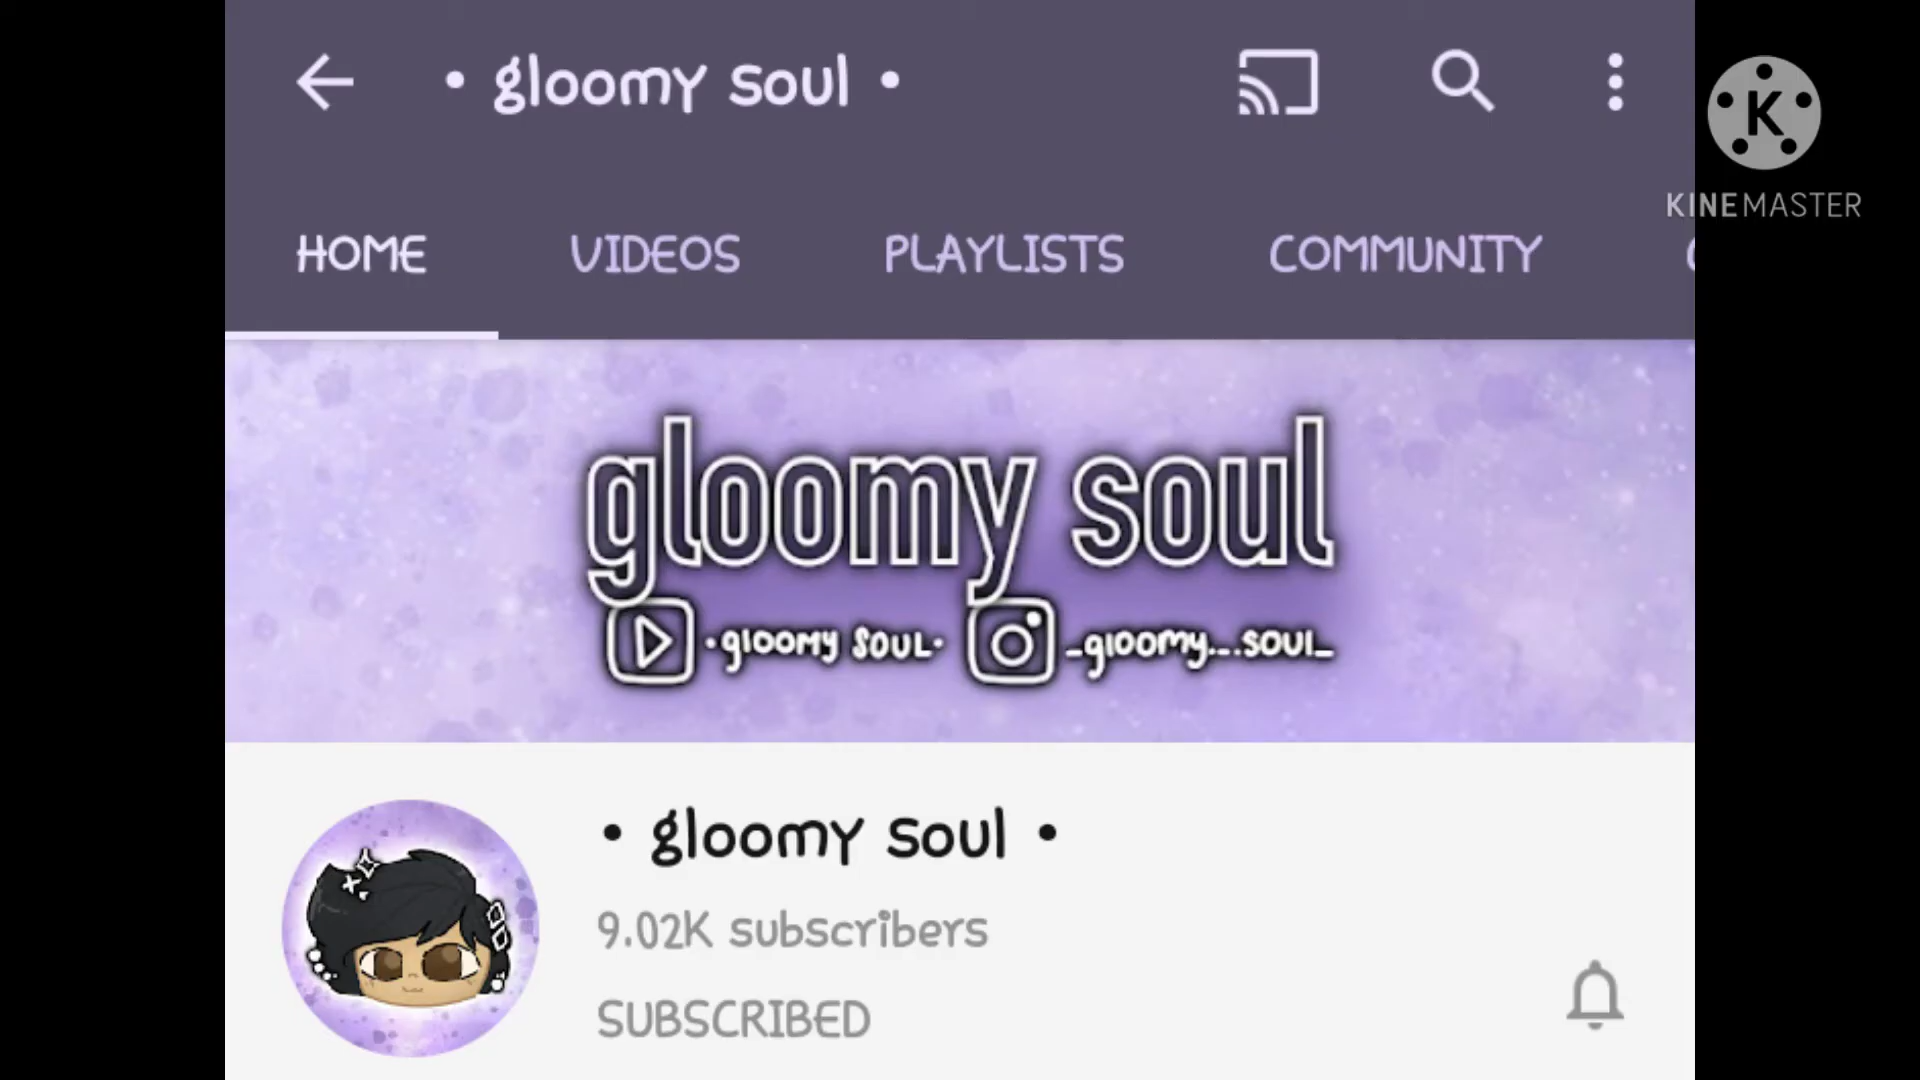 • gloomy soul •
K
KINEMASTER
HOME VIDEOS PLAYLISTS COMMUNITY
gloomy soul
•gloomy soul• _gloomy_._.soul_
• gloomy soul •
9.02K subscribers
SUBSCRIBED